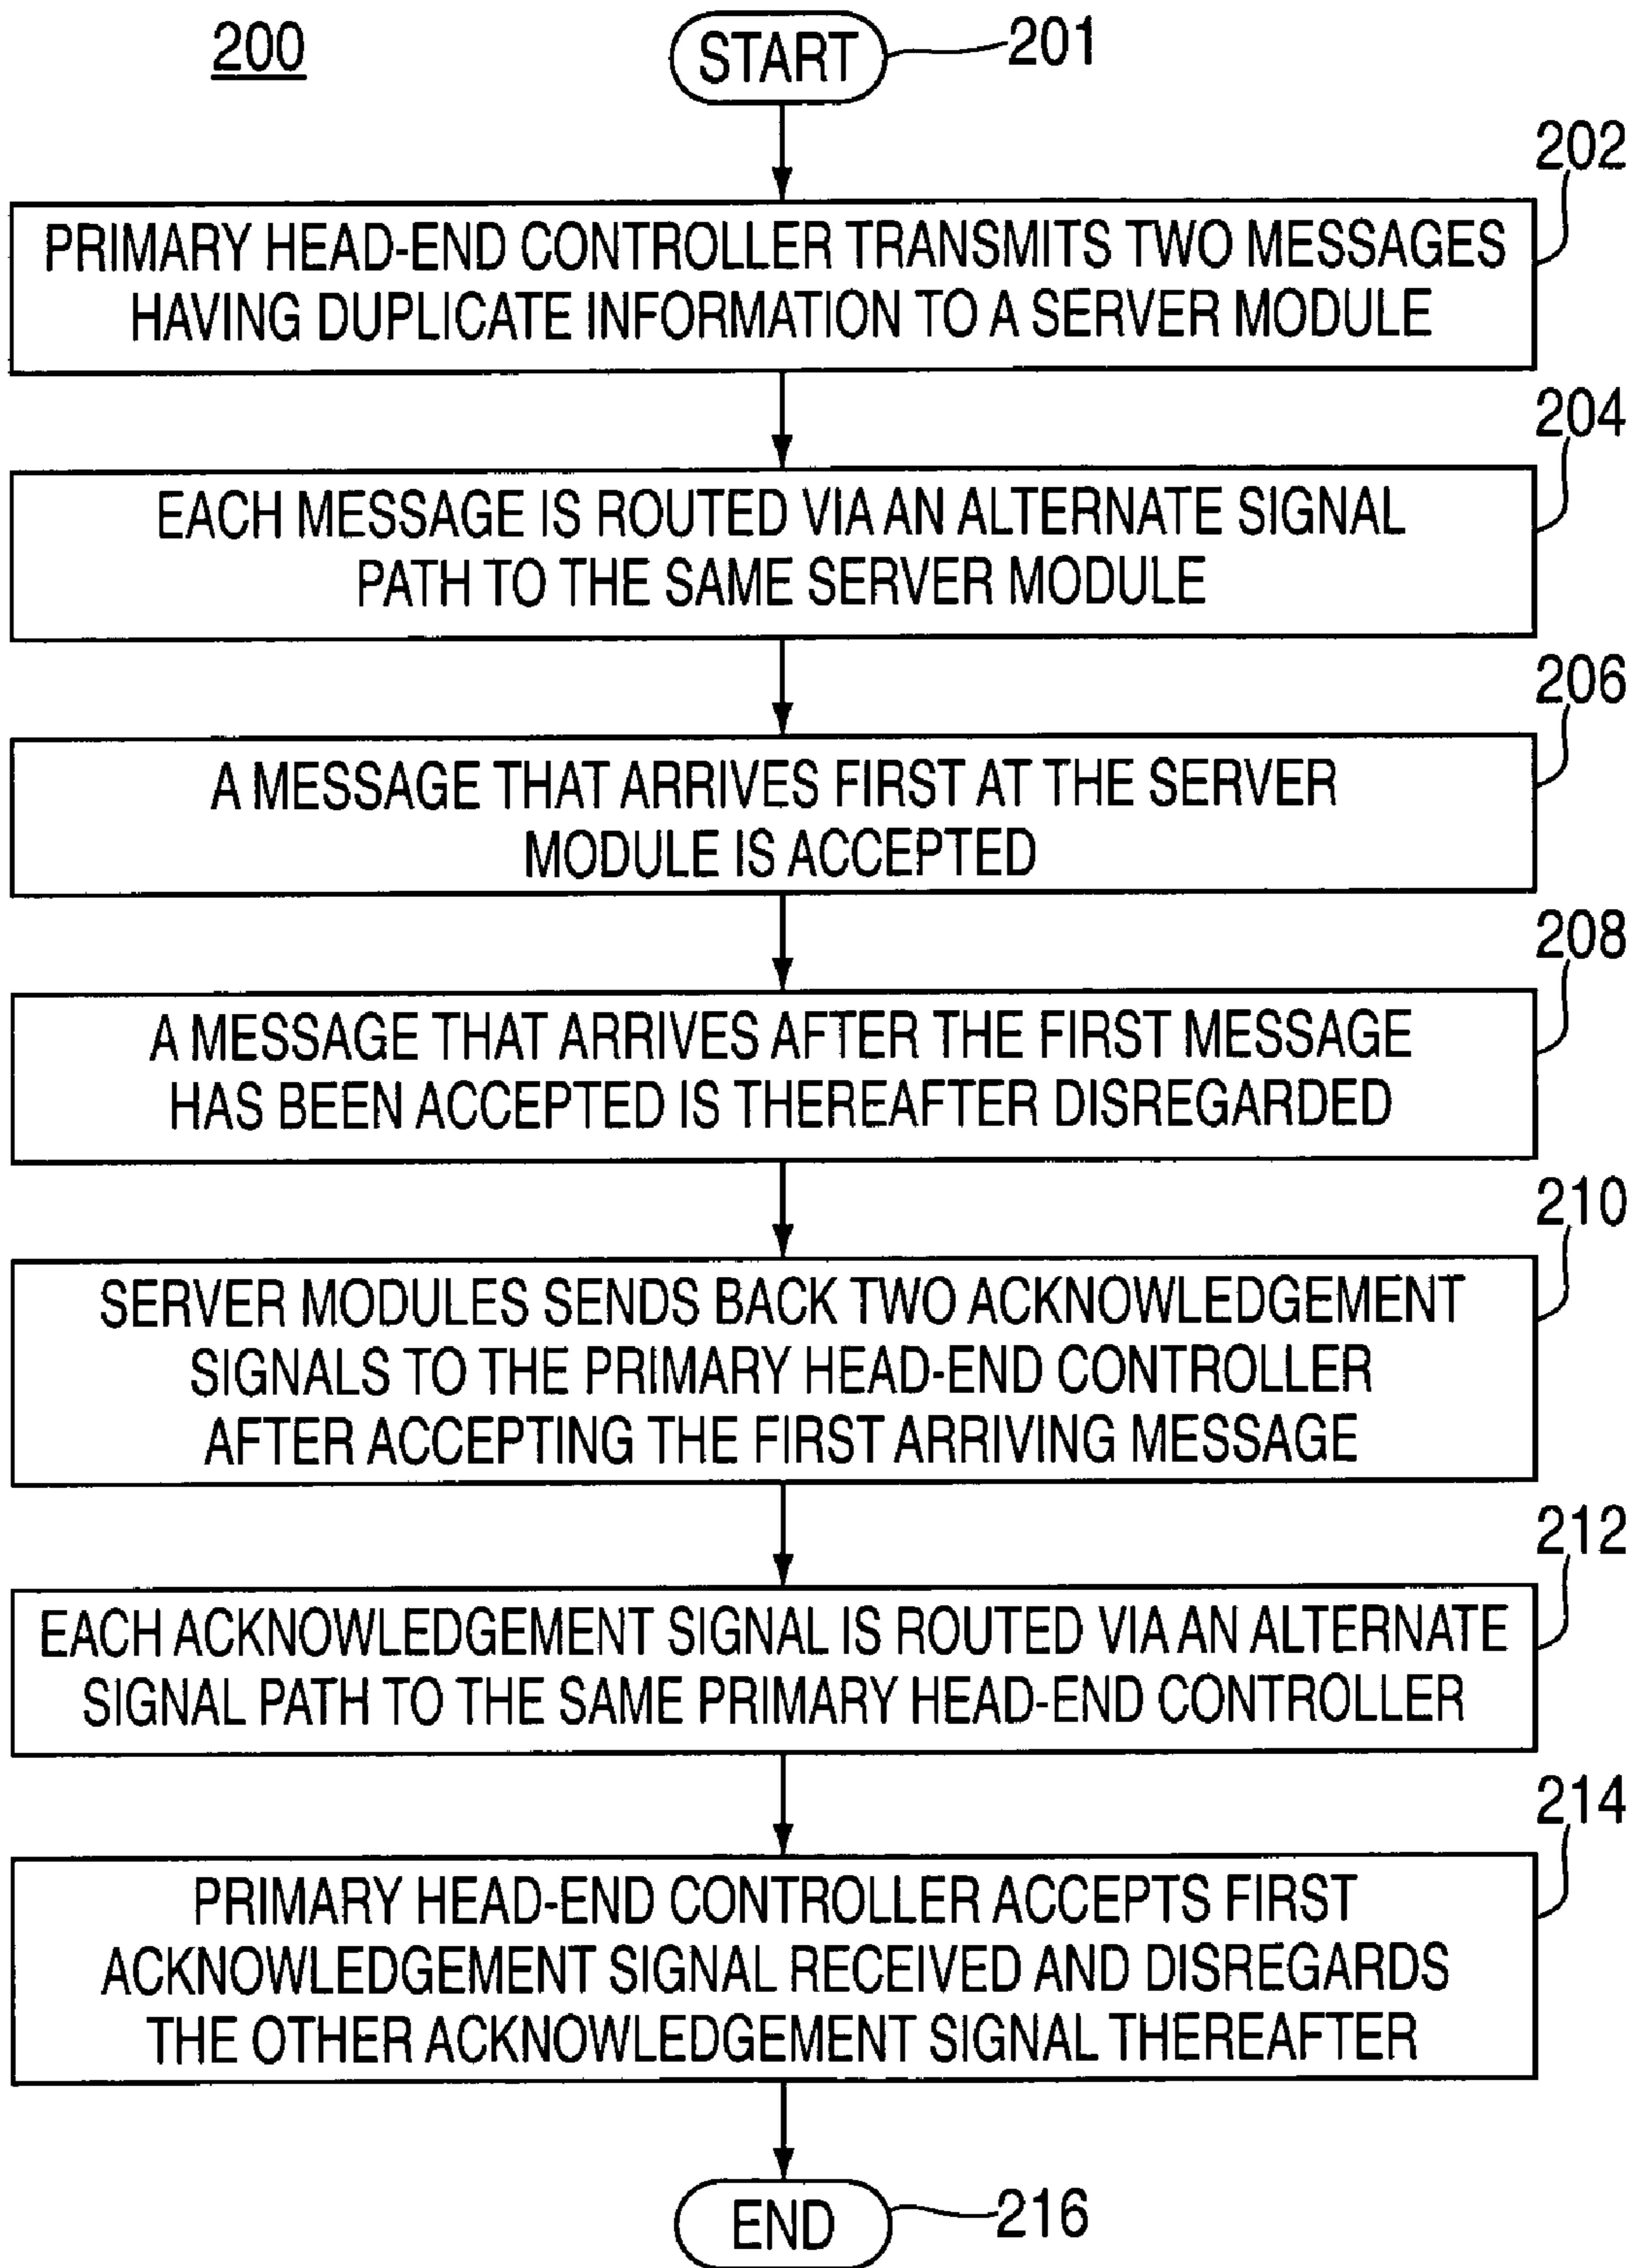 200
START
201
202
PRIMARY HEAD-END CONTROLLER TRANSMITS TWO MESSAGES
HAVING DUPLICATE INFORMATION TO A SERVER MODULE
204
EACH MESSAGE IS ROUTED VIA AN ALTERNATE SIGNAL
PATH TO THE SAME SERVER MODULE
206
A MESSAGE THAT ARRIVES FIRST AT THE SERVER
MODULE IS ACCEPTED
208
A MESSAGE THAT ARRIVES AFTER THE FIRST MESSAGE
HAS BEEN ACCEPTED IS THEREAFTER DISREGARDED
210
SERVER MODULES SENDS BACK TWO ACKNOWLEDGEMENT
SIGNALS TO THE PRIMARY HEAD-END CONTROLLER
AFTER ACCEPTING THE FIRST ARRIVING MESSAGE
212
EACH ACKNOWLEDGEMENT SIGNAL IS ROUTED VIA AN ALTERNATE
SIGNAL PATH TO THE SAME PRIMARY HEAD-END CONTROLLER
214
PRIMARY HEAD-END CONTROLLER ACCEPTS FIRST
ACKNOWLEDGEMENT SIGNAL RECEIVED AND DISREGARDS
THE OTHER ACKNOWLEDGEMENT SIGNAL THEREAFTER
END
216